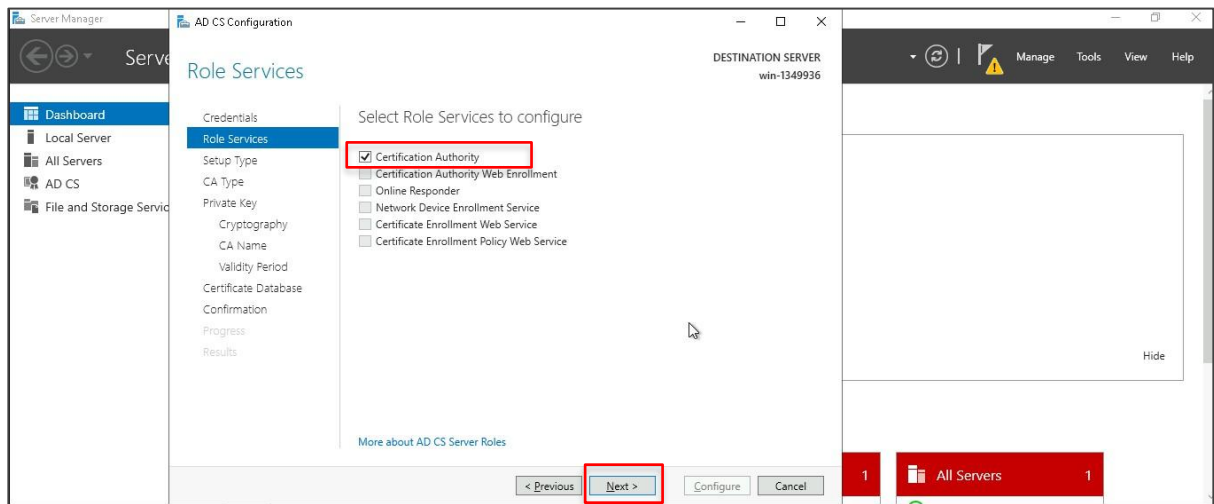 Server Manager
AD CS Configuration
Serve
Manage
Tools
View
Help
Role Services
DESTINATION SERVER
win-1349936
Dashboard
Local Server
All Servers
AD CS
File and Storage Servic
Credentials
Role Services
Setup Type
CA Type
Private Key
Cryptography
CA Name
Validity Period
Certificate Database
Confirmation
Progress
Results
Select Role Services to configure
Certification Authority
Certification Authority Web Enrollment
Online Responder
Network Device Enrollment Service
Certificate Enrollment Web Service
Certificate Enrollment Policy Web Service
More about AD CS Server Roles
Hide
< Previous
Next >
Configure
Cancel
1
All Servers
1